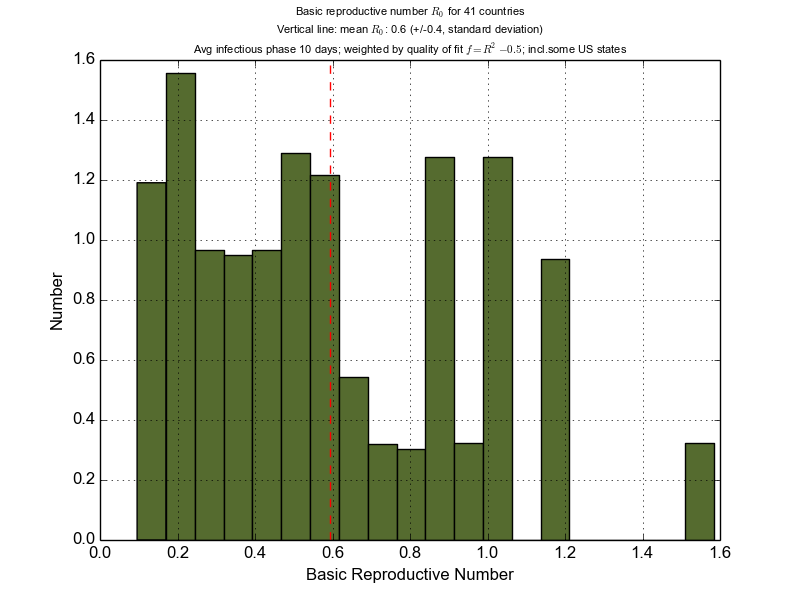 Basic reproductive number R₀ for 41 countries
Vertical line: mean R₀: 0.6 (+/-0.4, standard deviation)
Avg infectious phase 10 days; weighted by quality of fit f=R² −0.5; incl.some US states
1.6
1.4
1.2
1.0
0.8
0.6
0.4
0.2
0.0
Number
0.0 0.2 0.4 0.6 0.8 1.0 1.2 1.4 1.6
Basic Reproductive Number